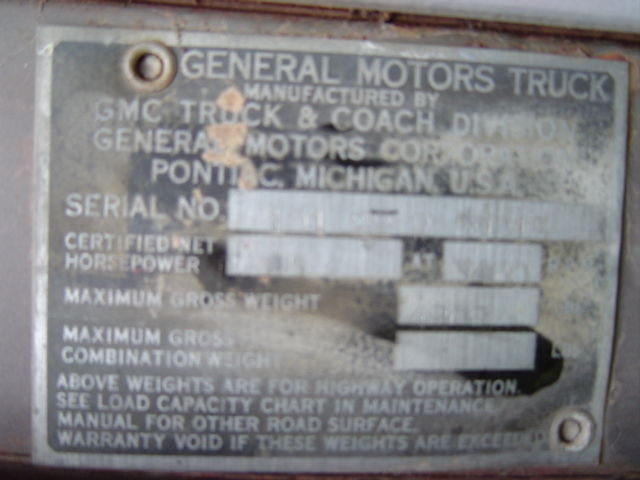 GENERAL MOTORS TRUCK
MANUFACTURED BY
GMC TRUCK & COACH DIVISION
GENERAL MOTORS CORPORATION
PONTIAC, MICHIGAN, U.S.A.
SERIAL NO.
CERTIFIED NET
HORSEPOWER AT
MAXIMUM GROSS WEIGHT
MAXIMUM GROSS
COMBINATION WEIGHT
ABOVE WEIGHTS ARE FOR HIGHWAY OPERATION.
SEE LOAD CAPACITY CHART IN MAINTENANCE
MANUAL FOR OTHER ROAD SURFACE.
WARRANTY VOID IF THESE WEIGHTS ARE EXCEEDED